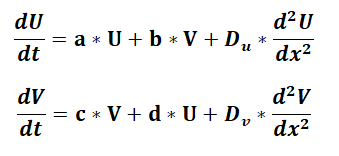 dU/dt = a * U + b * V + D_u * d²U/dx²
dV/dt = c * V + d * U + D_v * d²V/dx²